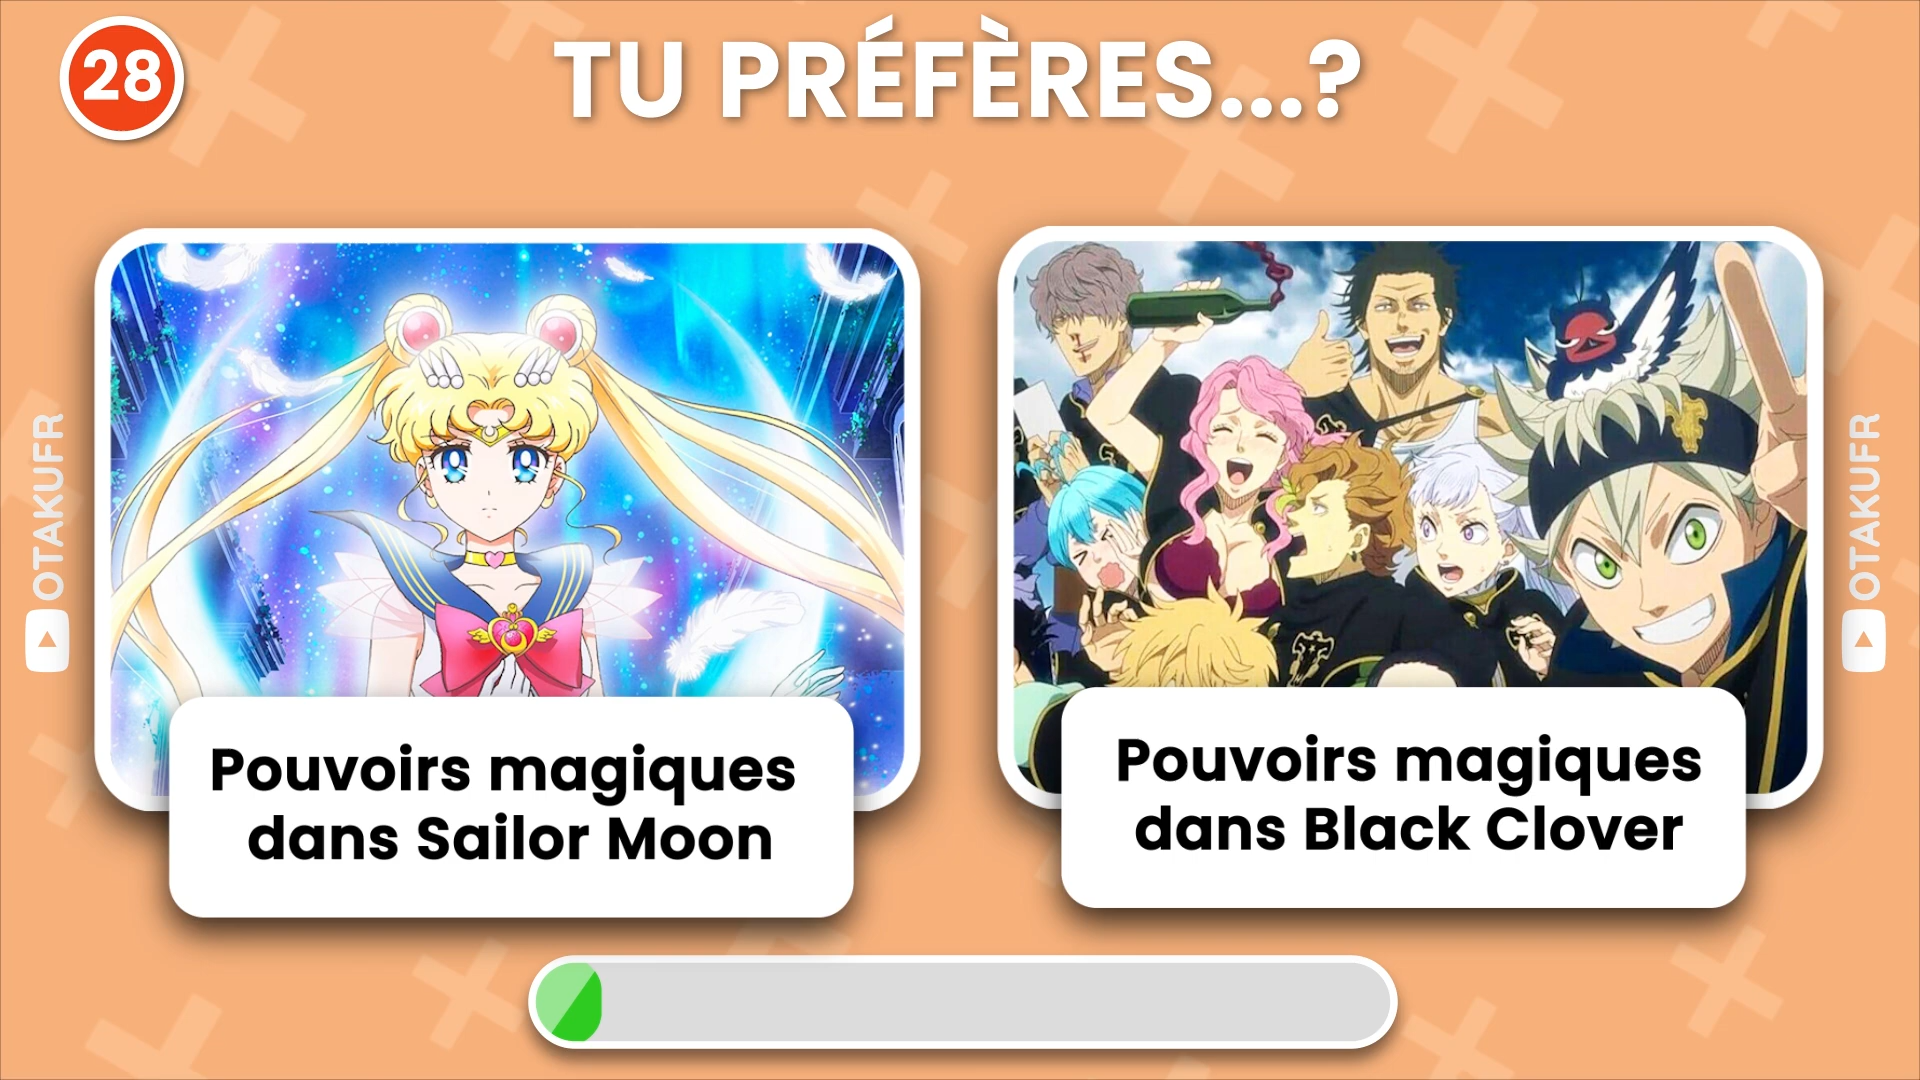 28
TU PRÉFÈRES...?
OTAKUFR
OTAKUFR
Pouvoirs magiques
dans Sailor Moon
Pouvoirs magiques
dans Black Clover